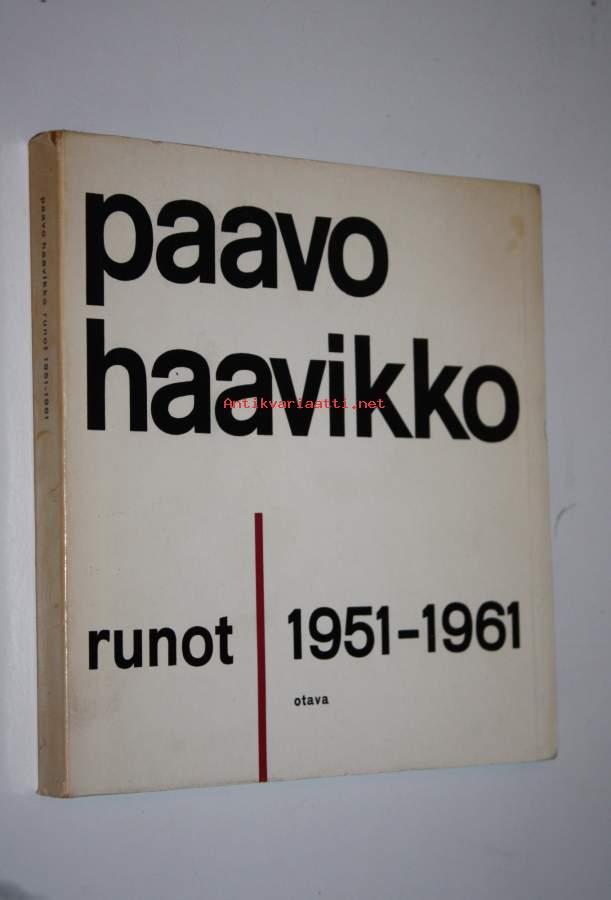 paavo
haavikko
Antikvariaatti.net
runot
1951–1961
otava
paavo haavikko runot 1951-1961